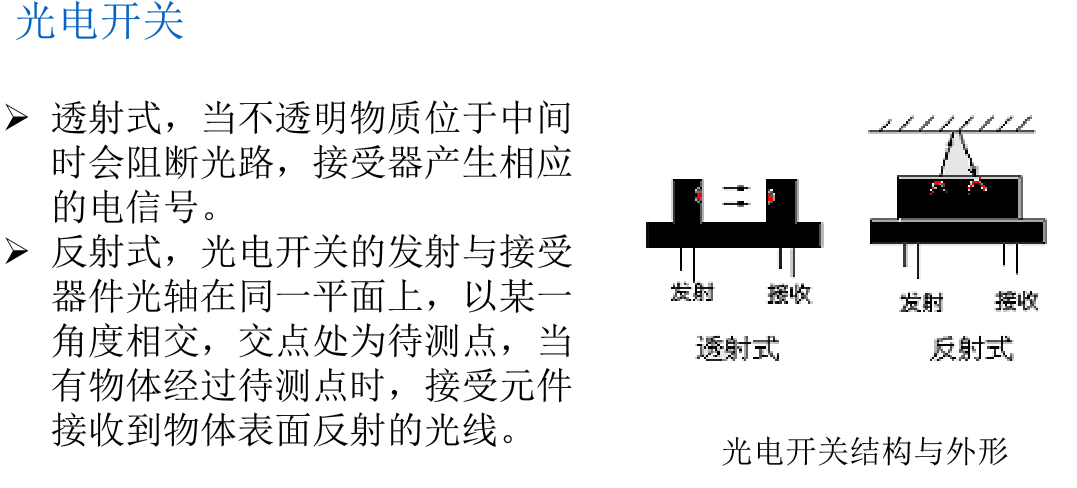 光电开关
透射式，当不透明物质位于中间
时会阻断光路，接受器产生相应
的电信号。
反射式，光电开关的发射与接受
器件光轴在同一平面上，以某一
角度相交，交点处为待测点，当
有物体经过待测点时，接受元件
接收到物体表面反射的光线。
发射 接收
透射式
发射 接收
反射式
光电开关结构与外形